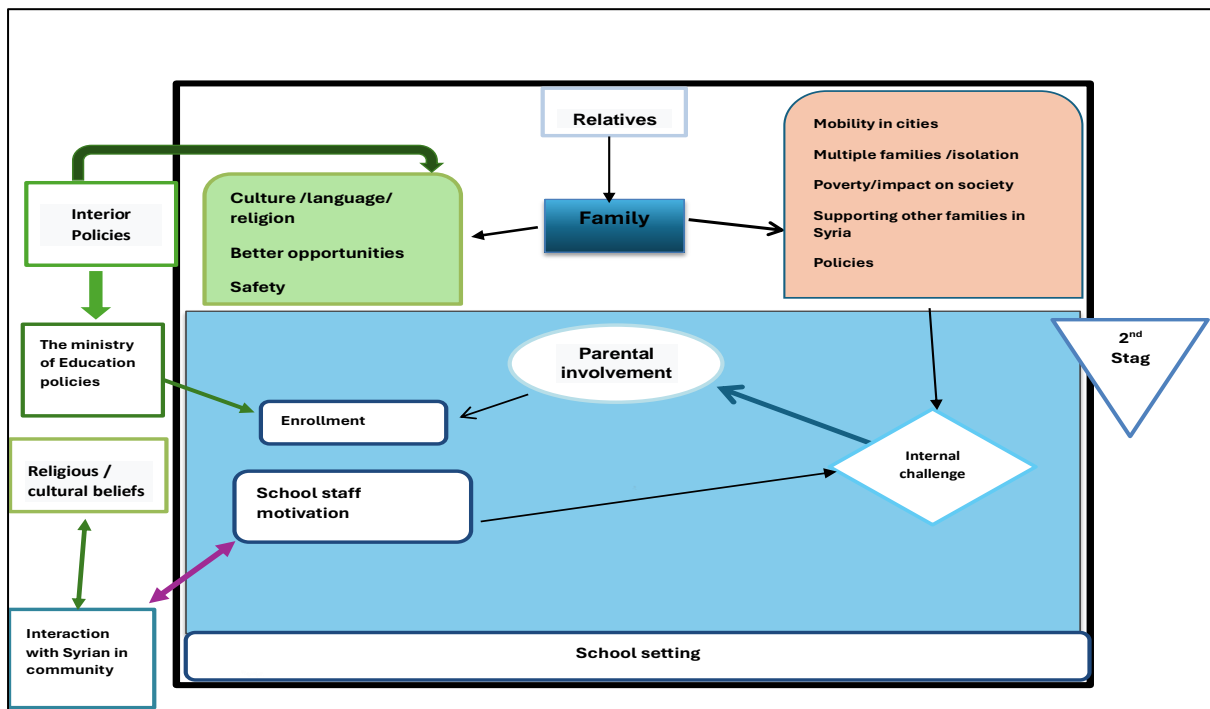 Relatives
Family
Mobility in cities
Multiple families /isolation
Poverty/impact on society
Supporting other families in
Syria
Policies
Culture /language/
religion
Better opportunities
Safety
Interior
Policies
The ministry
of Education
policies
Religious /
cultural beliefs
Interaction
with Syrian in
community
Parental
involvement
Enrollment
School staff
motivation
Internal
challenge
2nd
Stag
School setting